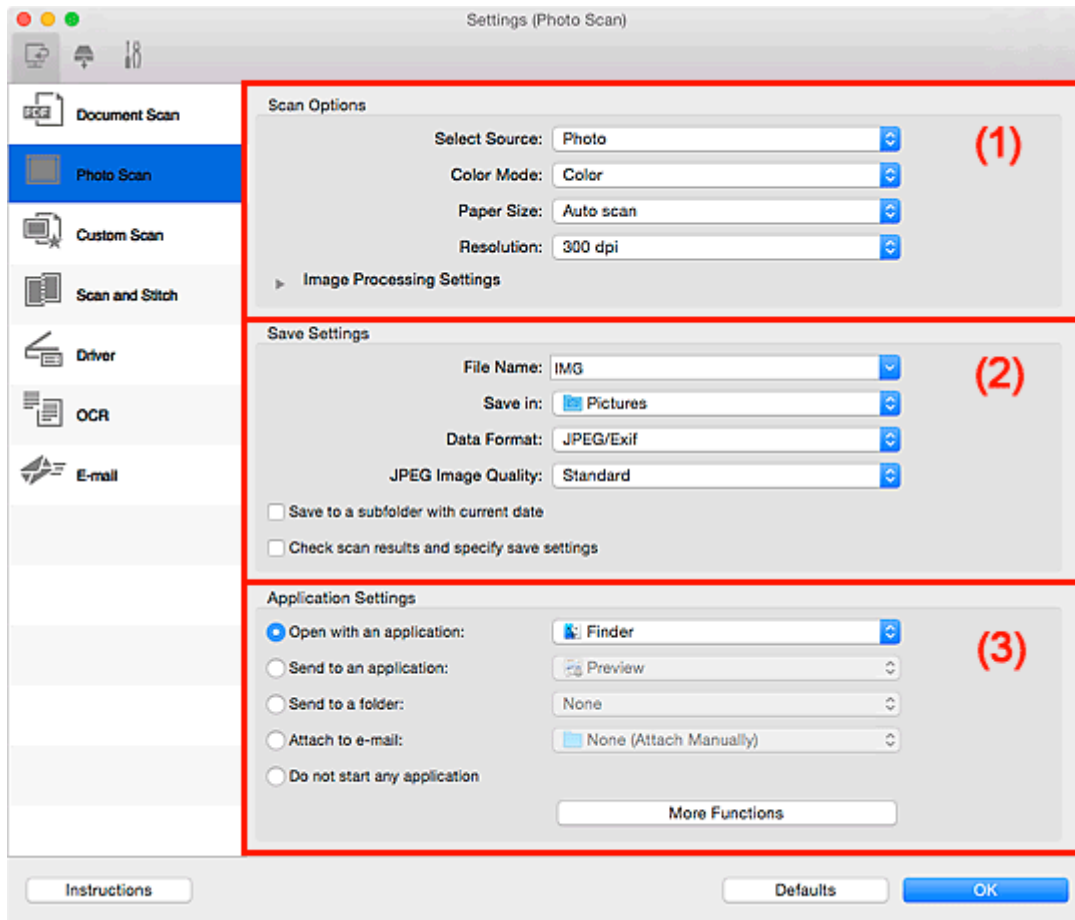 Settings (Photo Scan)
Document Scan
Photo Scan
Custom Scan
Scan and Stitch
Driver
OCR
E-mail
Scan Options
(1)
Select Source: Photo
Color Mode: Color
Paper Size: Auto scan
Resolution: 300 dpi
Image Processing Settings
Save Settings
(2)
File Name: IMG
Save in: Pictures
Data Format: JPEG/Exif
JPEG Image Quality: Standard
Save to a subfolder with current date
Check scan results and specify save settings
Application Settings
(3)
Open with an application: Finder
Send to an application: Preview
Send to a folder: None
Attach to e-mail: None (Attach Manually)
Do not start any application
More Functions
Instructions
Defaults
OK